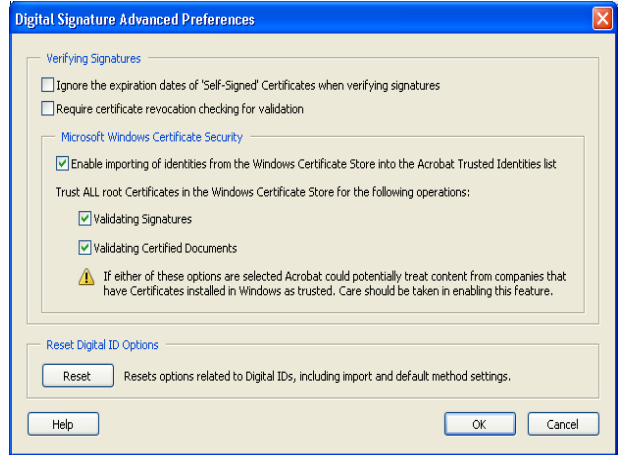 Digital Signature Advanced Preferences
Verifying Signatures
Ignore the expiration dates of 'Self-Signed' Certificates when verifying signatures
Require certificate revocation checking for validation
Microsoft Windows Certificate Security
Enable importing of identities from the Windows Certificate Store into the Acrobat Trusted Identities list
Trust ALL root Certificates in the Windows Certificate Store for the following operations:
Validating Signatures
Validating Certified Documents
If either of these options are selected Acrobat could potentially treat content from companies that
have Certificates installed in Windows as trusted. Care should be taken in enabling this feature.
Reset Digital ID Options
Reset Resets options related to Digital IDs, including import and default method settings.
Help OK Cancel